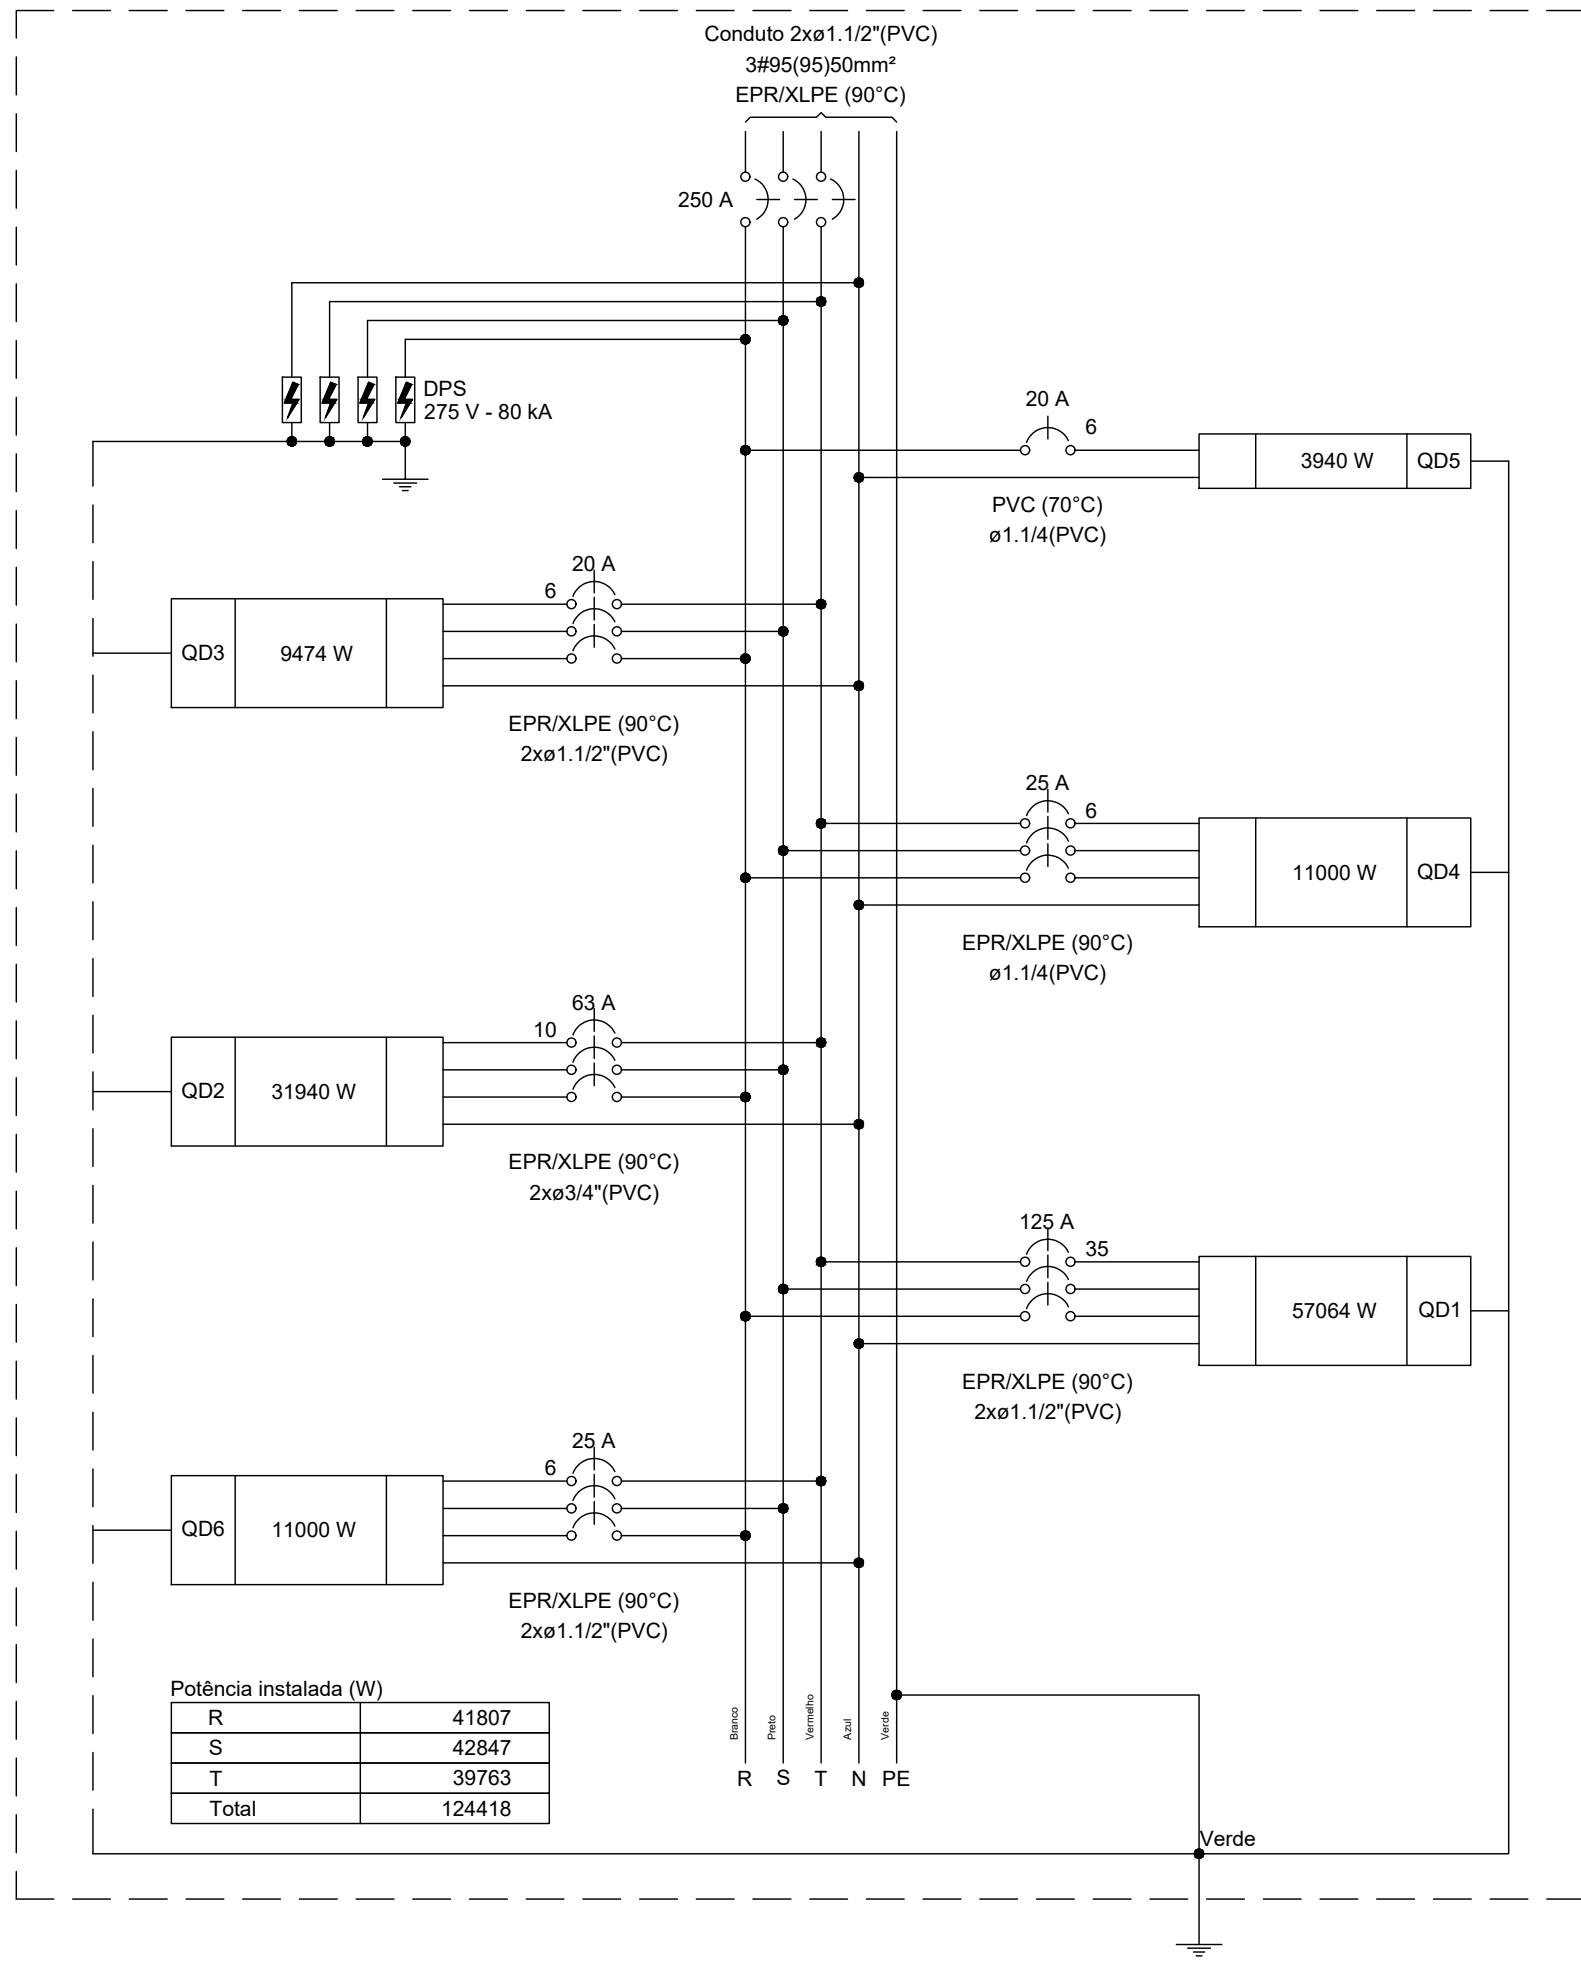 Conduto 2xø1.1/2"(PVC)
3#95(95)50mm²
EPR/XLPE (90°C)
250 A
DPS
275 V - 80 kA
20 A
6
3940 W
QD5
PVC (70°C)
ø1.1/4(PVC)
20 A
6
QD3
9474 W
EPR/XLPE (90°C)
2xø1.1/2"(PVC)
25 A
6
11000 W
QD4
EPR/XLPE (90°C)
ø1.1/4(PVC)
63 A
10
QD2
31940 W
EPR/XLPE (90°C)
2xø3/4"(PVC)
125 A
35
57064 W
QD1
EPR/XLPE (90°C)
2xø1.1/2"(PVC)
25 A
6
QD6
11000 W
EPR/XLPE (90°C)
2xø1.1/2"(PVC)
Potência instalada (W)
R 41807
S 42847
T 39763
Total 124418
Branco
Preto
Vermelho
Azul
Verde
R S T N PE
Verde